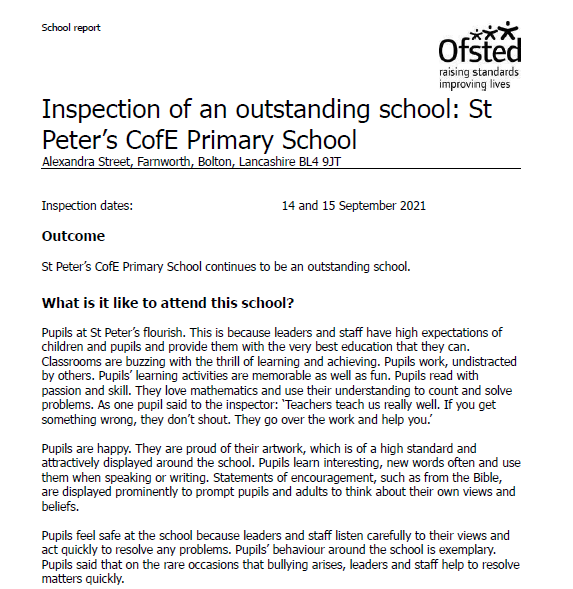 School report
Ofsted
raising standards
improving lives
Inspection of an outstanding school: St
Peter’s CofE Primary School
Alexandra Street, Farnworth, Bolton, Lancashire BL4 9JT
Inspection dates: 14 and 15 September 2021
Outcome
St Peter’s CofE Primary School continues to be an outstanding school.
What is it like to attend this school?
Pupils at St Peter’s flourish. This is because leaders and staff have high expectations of
children and pupils and provide them with the very best education that they can.
Classrooms are buzzing with the thrill of learning and achieving. Pupils work, undistracted
by others. Pupils’ learning activities are memorable as well as fun. Pupils read with
passion and skill. They love mathematics and use their understanding to count and solve
problems. As one pupil said to the inspector: ‘Teachers teach us really well. If you get
something wrong, they don’t shout. They go over the work and help you.’
Pupils are happy. They are proud of their artwork, which is of a high standard and
attractively displayed around the school. Pupils learn interesting, new words often and use
them when speaking or writing. Statements of encouragement, such as from the Bible,
are displayed prominently to prompt pupils and adults to think about their own views and
beliefs.
Pupils feel safe at the school because leaders and staff listen carefully to their views and
act quickly to resolve any problems. Pupils’ behaviour around the school is exemplary.
Pupils said that on the rare occasions that bullying arises, leaders and staff help to resolve
matters quickly.